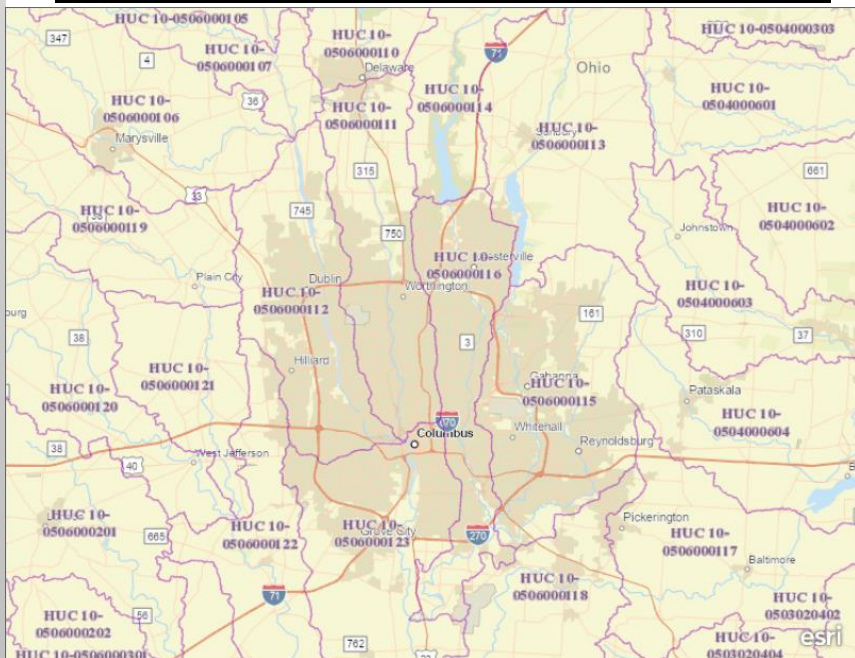 HUC 10-0506000105
347
HUC 10-
0506000107
4
36
HUC 10-
0506000110
Delaware
71
Ohio
HUC 10-0504000303
HUC 10-
0506000106
Marysville
HUC 10-
0506000111
HUC 10-
0506000114
HUC 10-
0506000113
HUC 10-
0504000601
315
33
661
HUC 10-
0506000119
745
750
HUC 10-
0504000602
Johnstown
Plain City
HUC 10-
0506000116
Dublin
HUC 10-
0506000112
Worthington
HUC 10-
0504000603
161
310
37
38
3
Hilliard
HUC 10-
0506000121
HUC 10-
0506000120
Gahanna
HUC 10-
0506000115
Pataskala
HUC 10-
0504000604
Columbus
Whitehall
Reynoldsburg
38
40
West Jefferson
HUC 10-
0506000201
665
HUC 10-
0506000122
HUC 10-
0506000123
Grove City
270
Pickerington
HUC 10-
0506000117
Baltimore
71
HUC 10-
0506000118
HUC 10-
0503020402
56
HUC 10-
0506000202
HUC 10-0506000301
762
HUC 10-
0503020404
esri